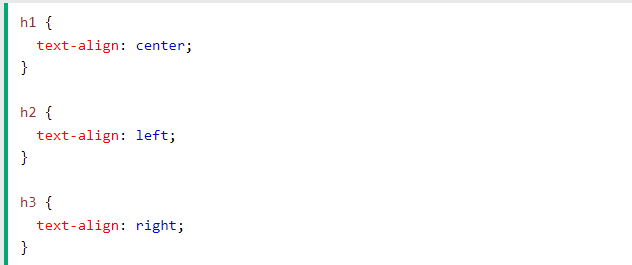 h1 {
  text-align: center;
}

h2 {
  text-align: left;
}

h3 {
  text-align: right;
}